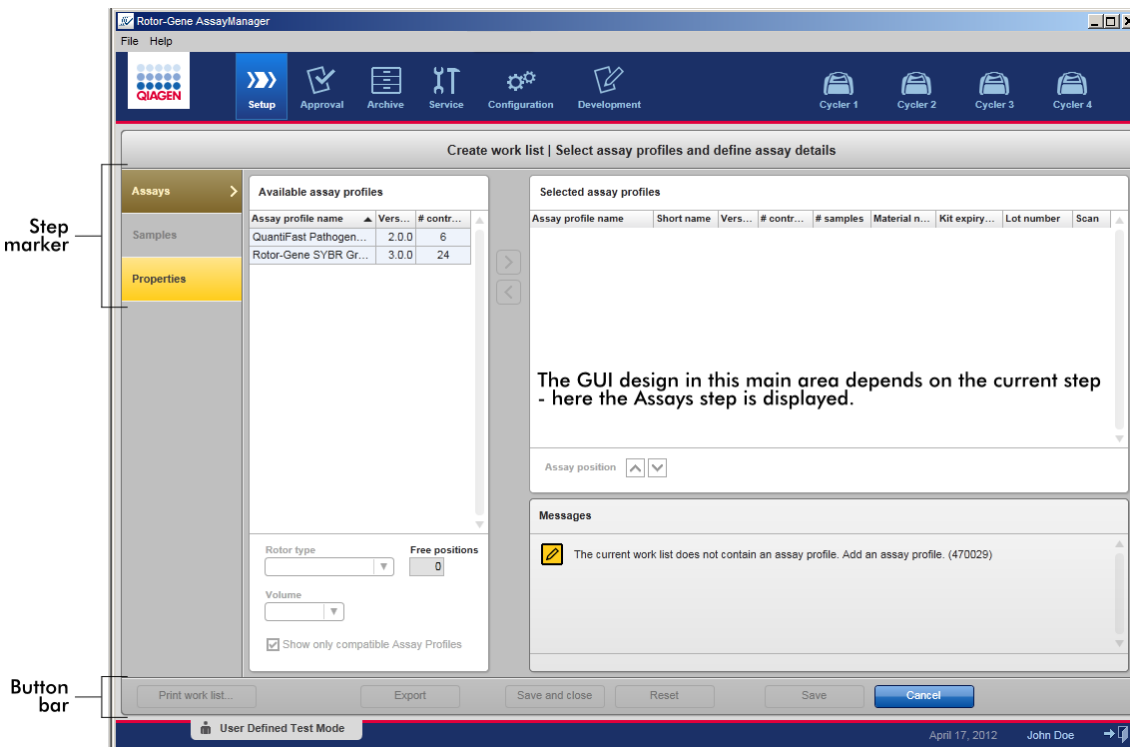 Rotor-Gene AssayManager
File Help
QIAGEN
Setup Approval Archive Service Configuration Development Cycler 1 Cycler 2 Cycler 3 Cycler 4
Create work list | Select assay profiles and define assay details
Step marker
Assays
Samples
Properties
Available assay profiles
Assay profile name Vers... # contr...
QuantiFast Pathogen... 2.0.0 6
Rotor-Gene SYBR Gr... 3.0.0 24
Rotor type Free positions
0
Volume
Show only compatible Assay Profiles
Selected assay profiles
Assay profile name Short name Vers... # contr... # samples Material n... Kit expiry... Lot number Scan
The GUI design in this main area depends on the current step
- here the Assays step is displayed.
Assay position
Messages
The current work list does not contain an assay profile. Add an assay profile. (470029)
Button bar
Print work list... Export Save and close Reset Save Cancel
User Defined Test Mode April 17, 2012 John Doe